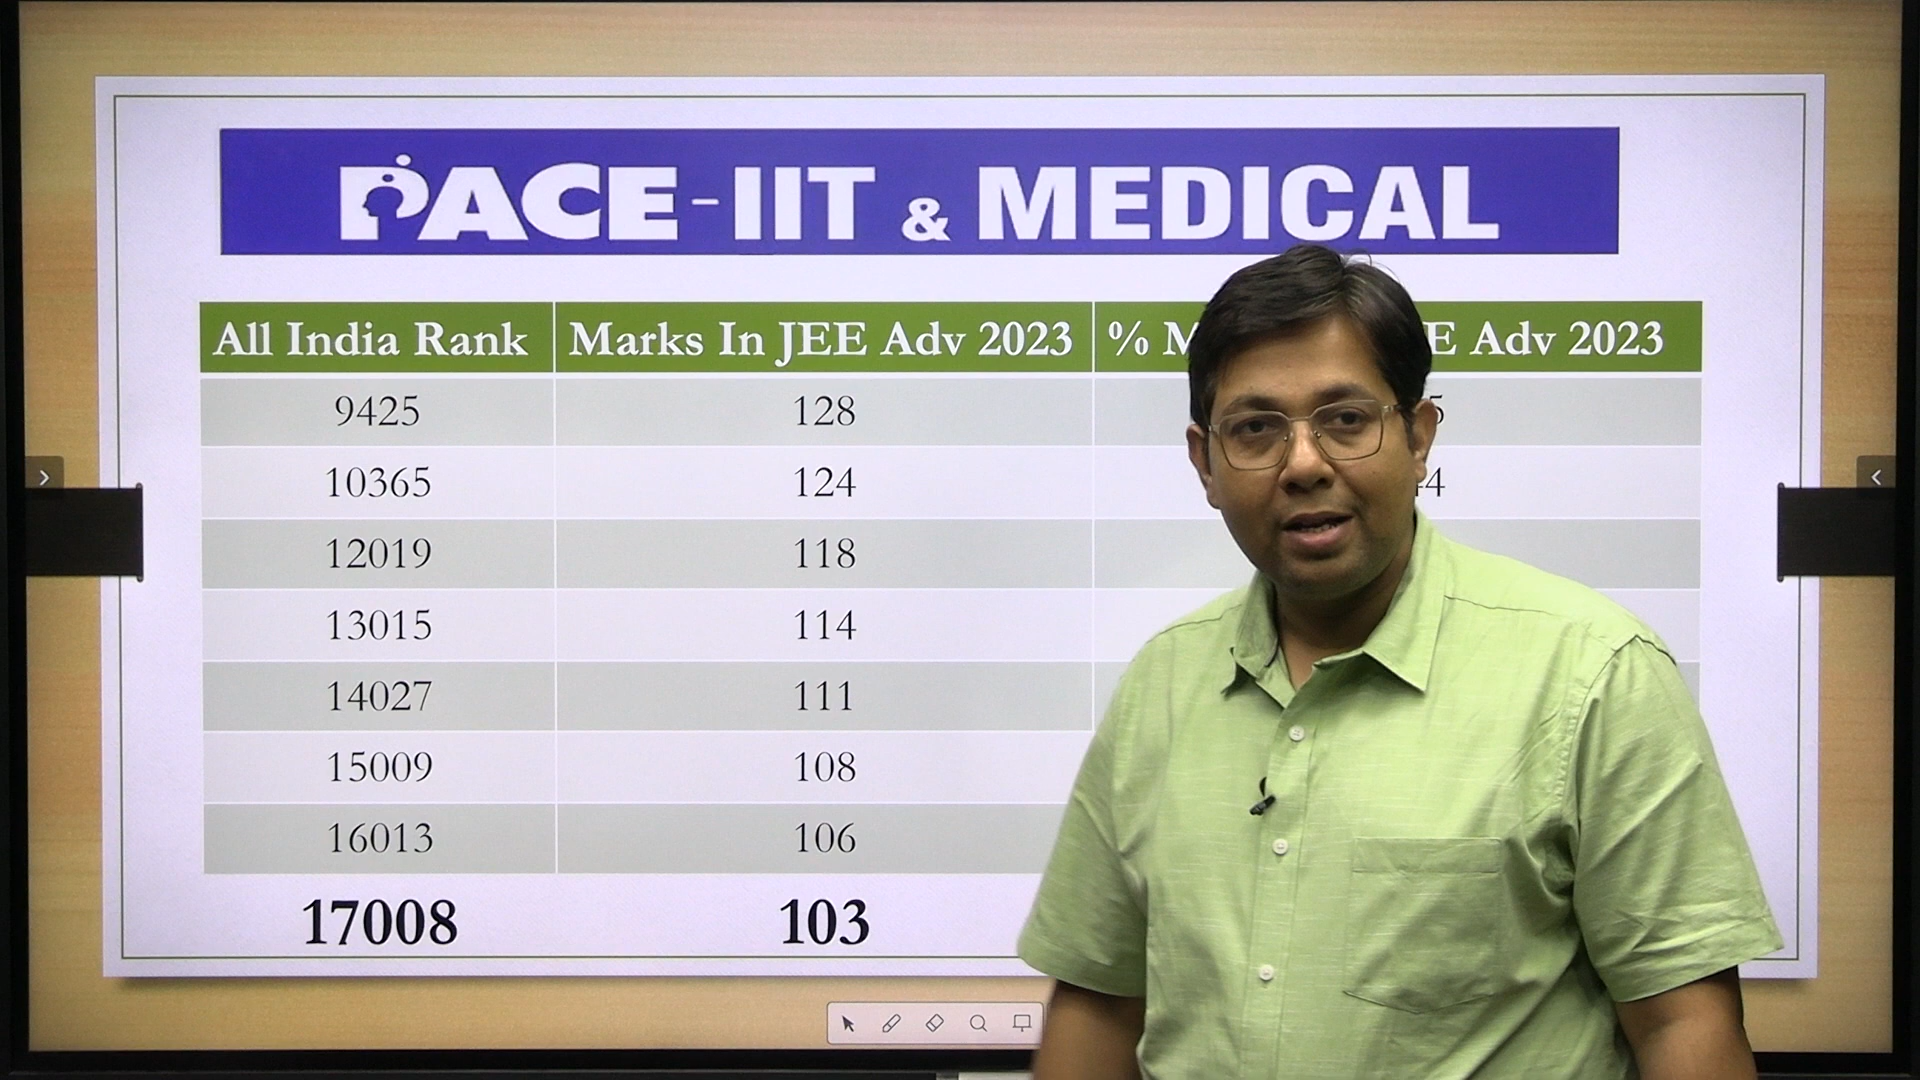 PACE-IIT & MEDICAL
All India Rank Marks In JEE Adv 2023 % E Adv 2023
9425 128
10365 124 4
12019 118
13015 114
14027 111
15009 108
16013 106
17008 103